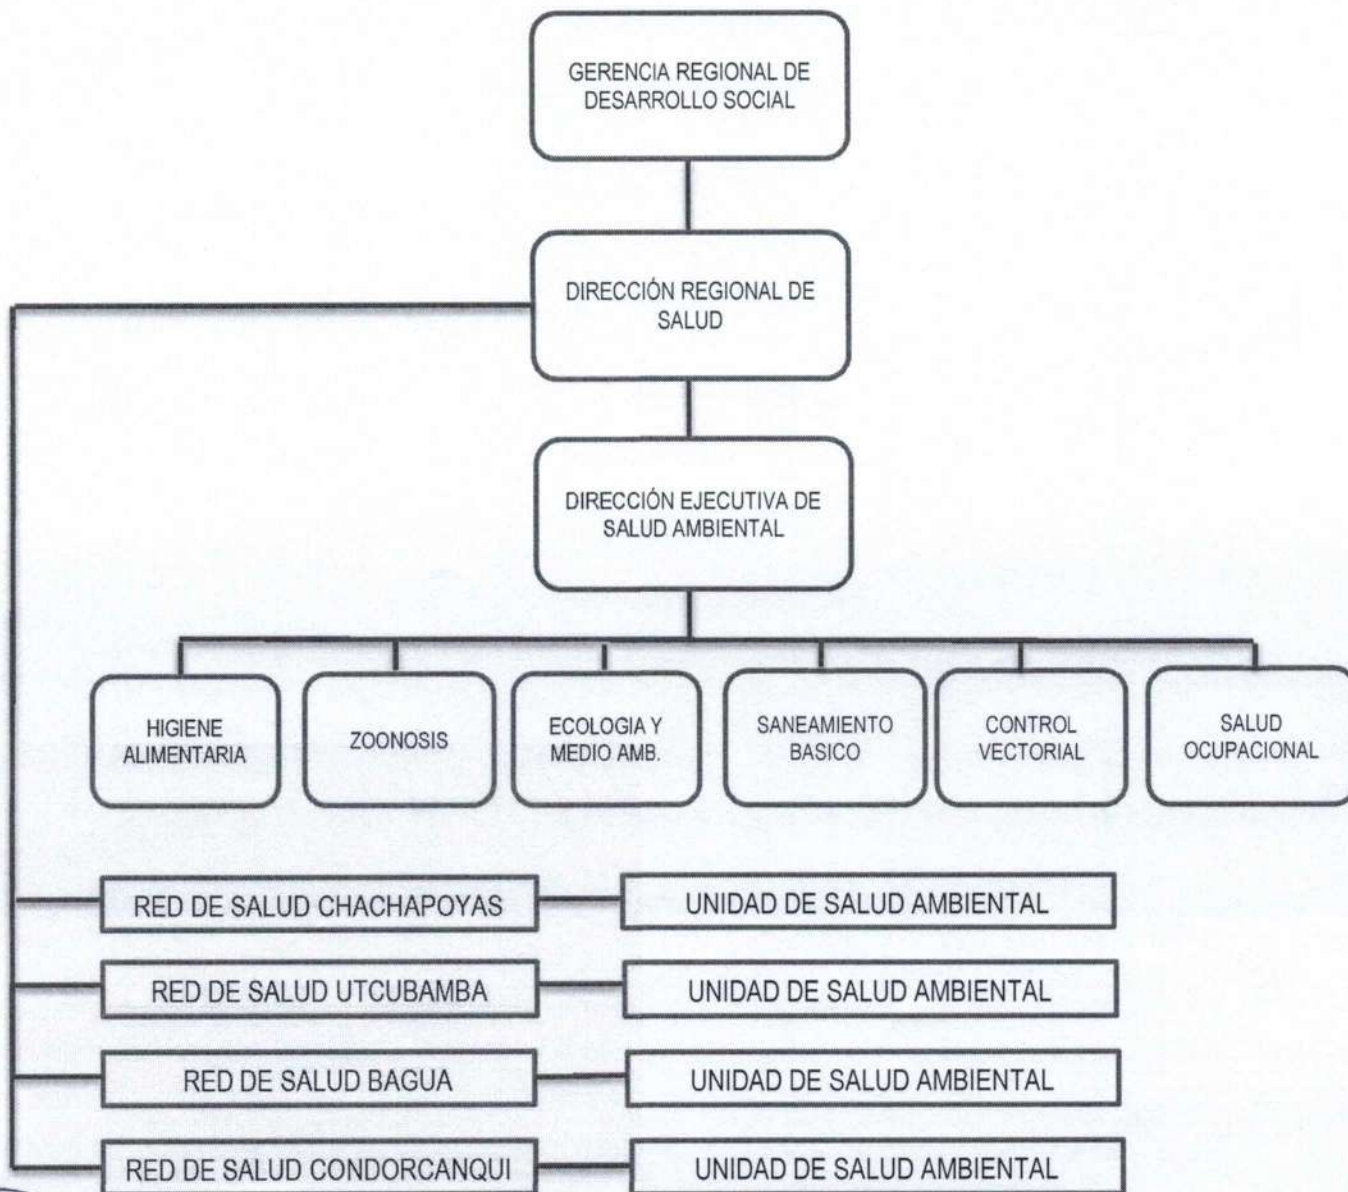 GERENCIA REGIONAL DE
DESARROLLO SOCIAL
DIRECCIÓN REGIONAL DE
SALUD
DIRECCIÓN EJECUTIVA DE
SALUD AMBIENTAL
HIGIENE
ALIMENTARIA
ZOONOSIS
ECOLOGIA Y
MEDIO AMB.
SANEAMIENTO
BASICO
CONTROL
VECTORIAL
SALUD
OCUPACIONAL
RED DE SALUD CHACHAPOYAS
UNIDAD DE SALUD AMBIENTAL
RED DE SALUD UTCUBAMBA
UNIDAD DE SALUD AMBIENTAL
RED DE SALUD BAGUA
UNIDAD DE SALUD AMBIENTAL
RED DE SALUD CONDORCANQUI
UNIDAD DE SALUD AMBIENTAL